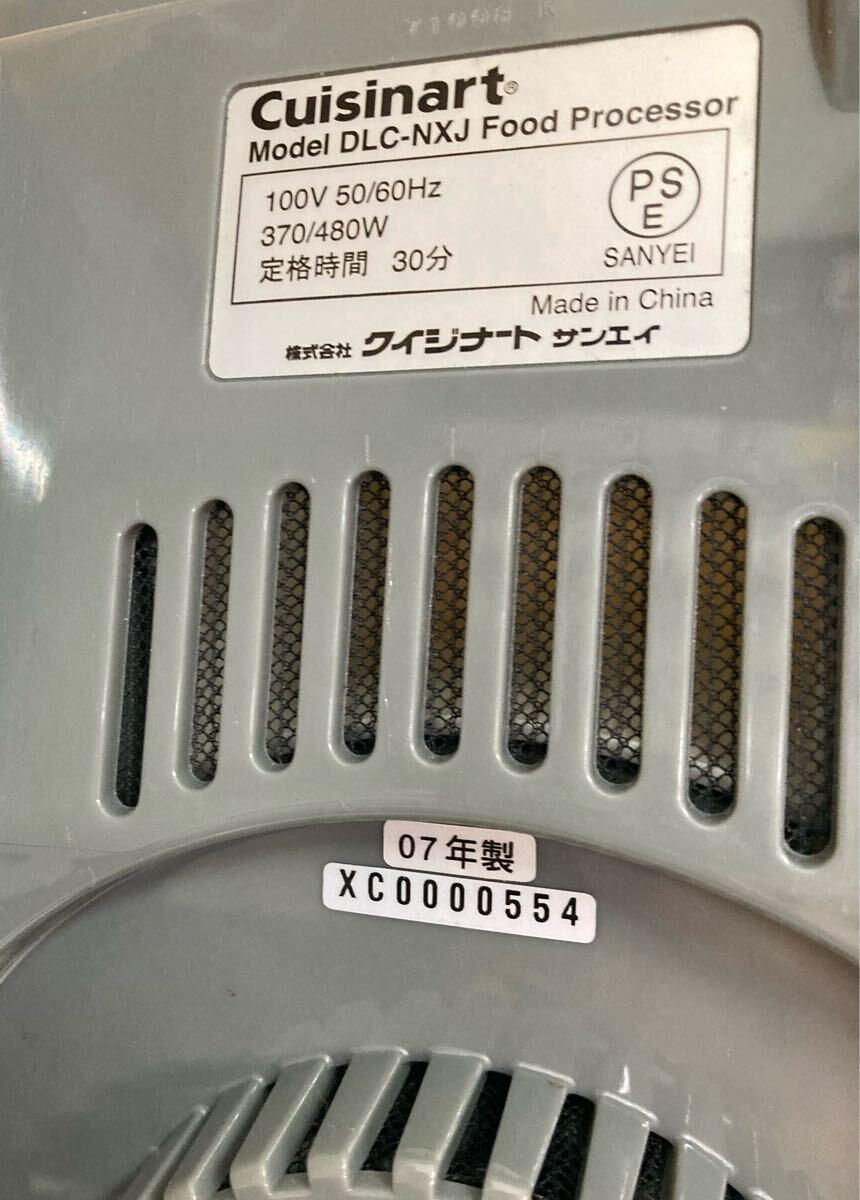 Cuisinart®
Model DLC-NXJ Food Processor
100V 50/60Hz
370/480W
定格時間 30分
PS
E
SANYEI
Made in China
株式会社 クイジナート サンエイ
07年製
XC0000554